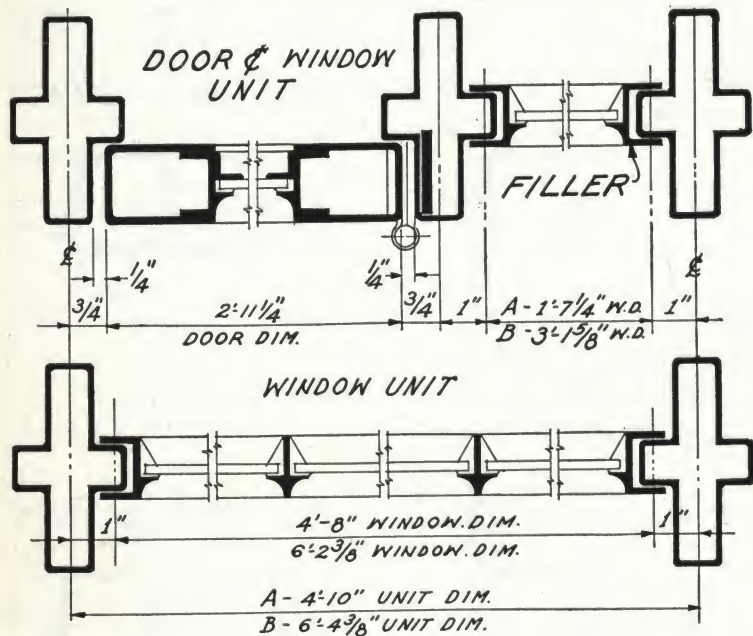 DOOR & WINDOW
UNIT
FILLER
℄
℄
1/4"
3/4"
2'-11 1/4"
DOOR DIM.
1/4"
3/4"
1"
A - 1'-7 1/4" W.D.
B - 3'-1 5/8" W.D.
1"
WINDOW UNIT
1"
4'-8" WINDOW. DIM.
6'-2 3/8" WINDOW. DIM.
1"
A - 4'-10" UNIT DIM.
B - 6'-4 3/8" UNIT DIM.